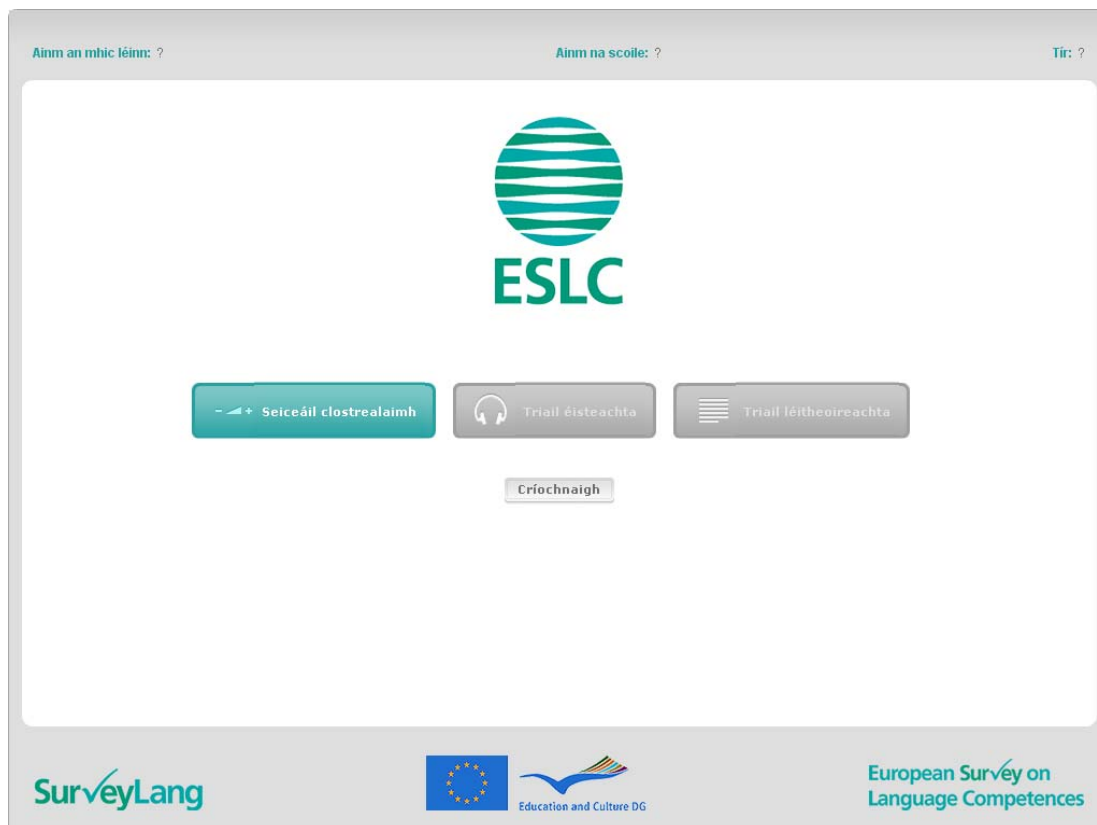 Ainm an mhic léinn: ? Ainm na scoile: ? Tír: ?
ESLC
- + Seiceáil clostrealaimh Triail éisteachta Triail léitheoireachta
Críochnaigh
SurveyLang
Education and Culture DG
European Survey on
Language Competences